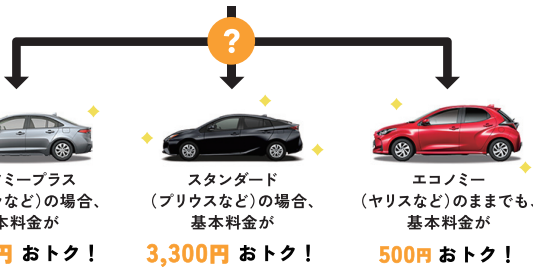 ?
ミープラス
など）の場合、
本料金が
円 おトク！
スタンダード
（プリウスなど）の場合、
基本料金が
3,300円 おトク！
エコノミー
（ヤリスなど）のままでも、
基本料金が
500円 おトク！